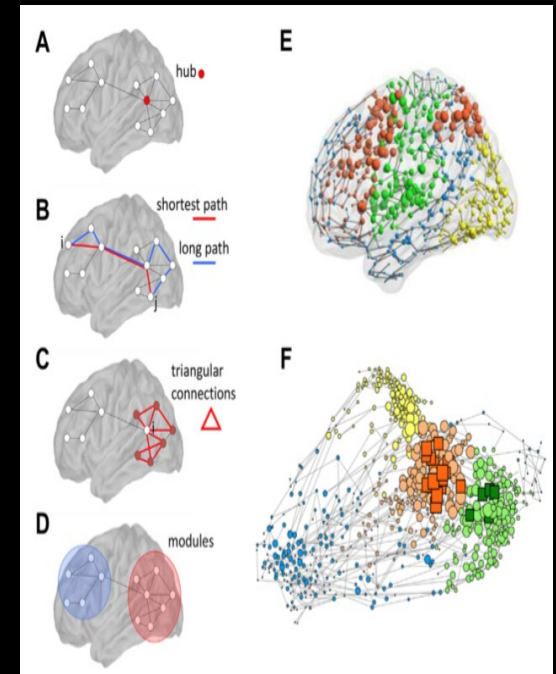 A
hub
B
shortest path
long path
i
j
C
triangular
connections
i
D
modules
E
F